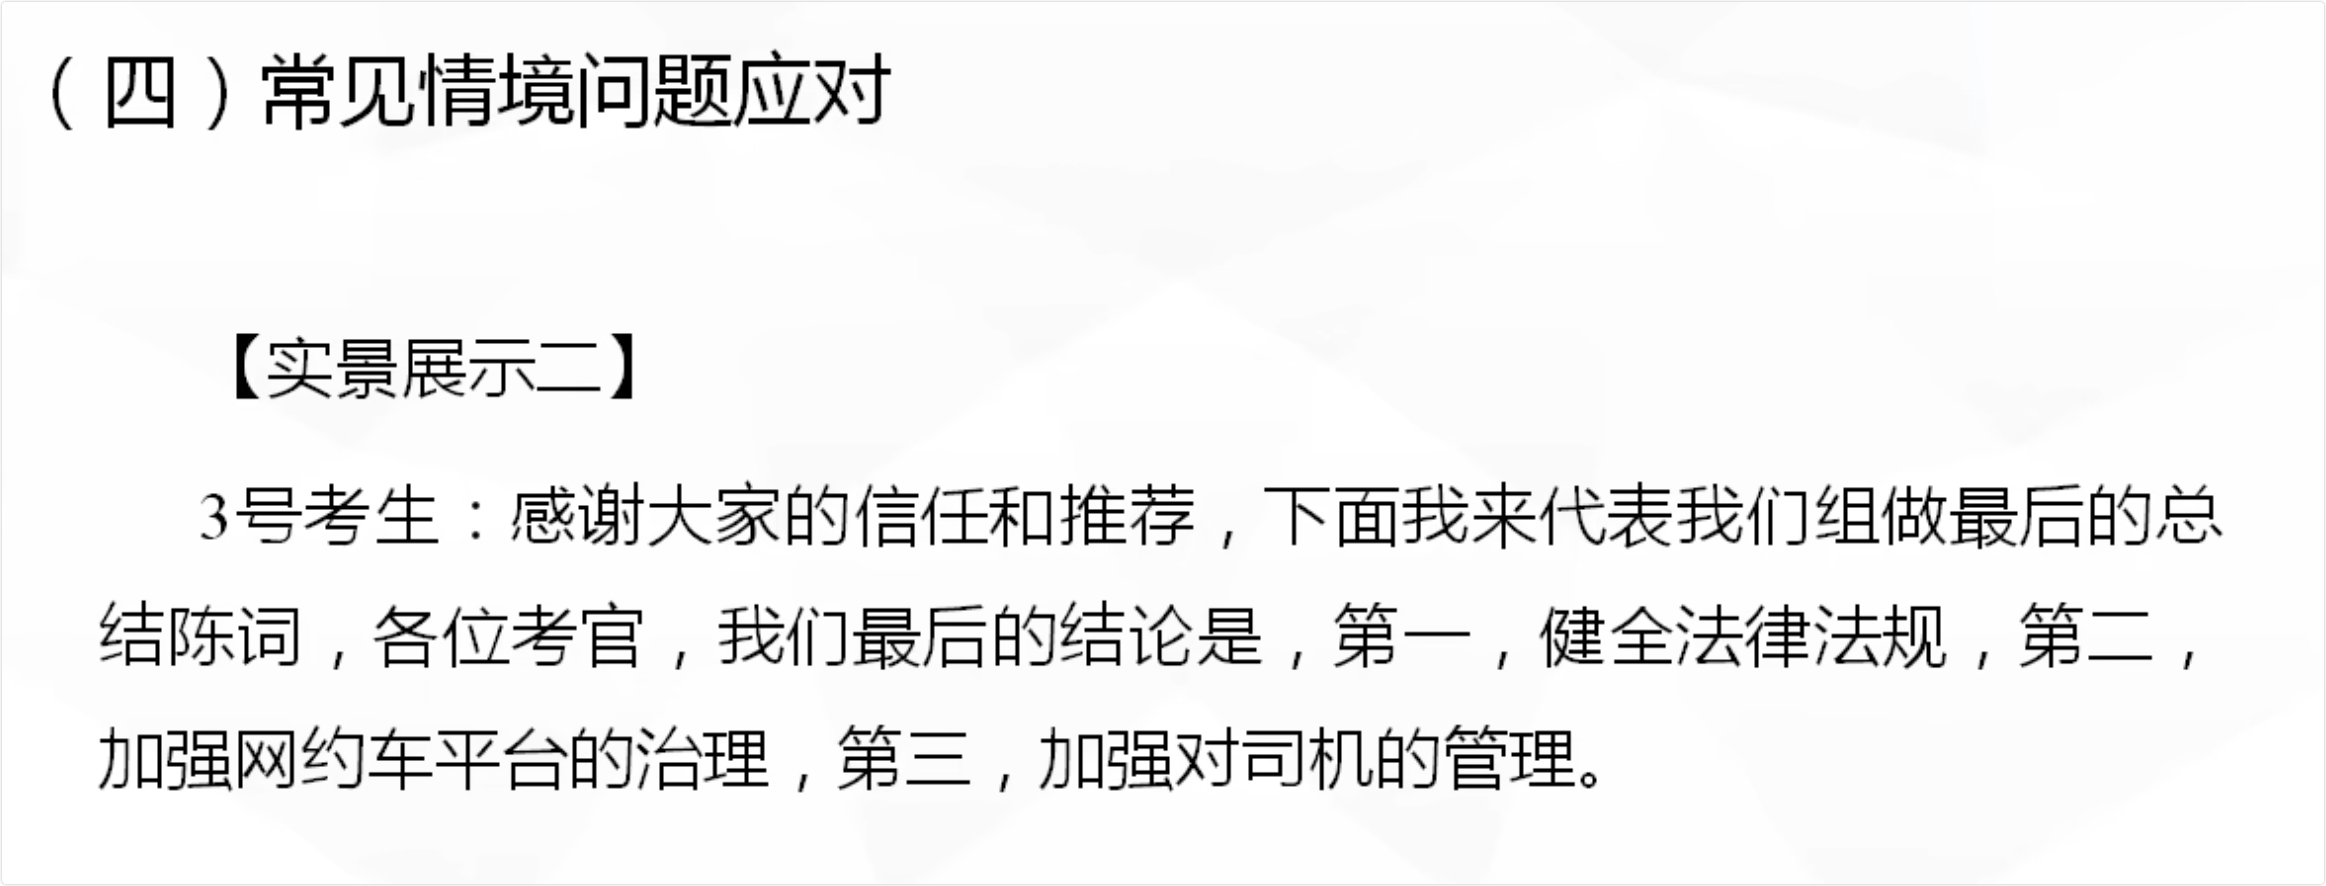 （四）常见情境问题应对
【实景展示二】
3号考生：感谢大家的信任和推荐，下面我来代表我们组做最后的总
结陈词，各位考官，我们最后的结论是，第一，健全法律法规，第二，
加强网约车平台的治理，第三，加强对司机的管理。